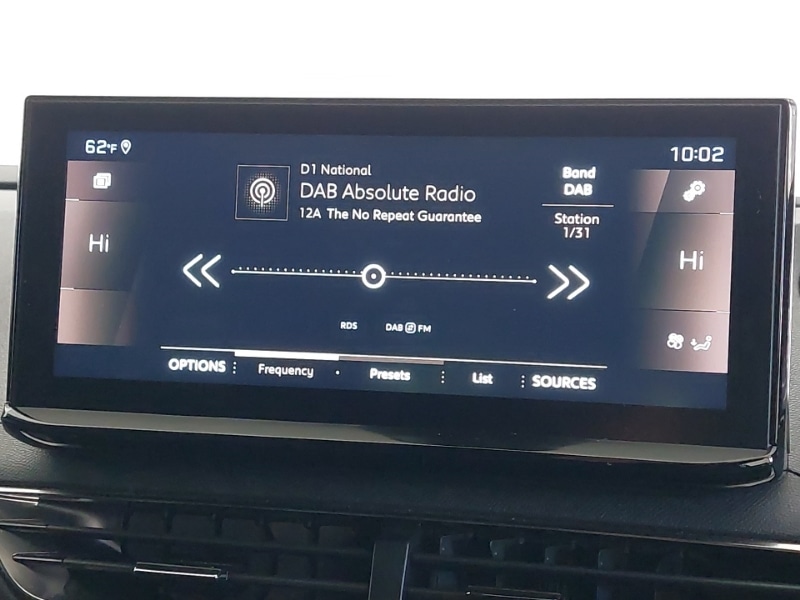 62°F
10:02
D1 National
DAB Absolute Radio
12A The No Repeat Guarantee
Band
DAB
Station
1/31
Hi
Hi
RDS
DAB FM
OPTIONS
Frequency
Presets
List
SOURCES